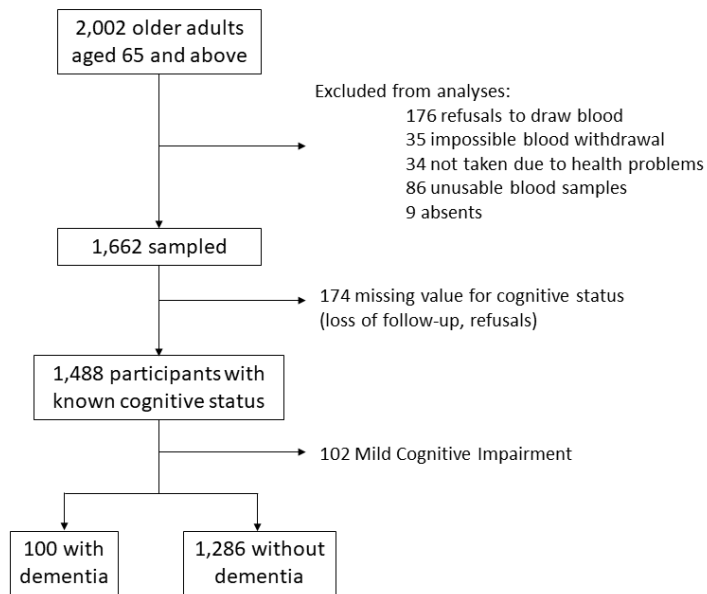 2,002 older adults
aged 65 and above
Excluded from analyses:
176 refusals to draw blood
35 impossible blood withdrawal
34 not taken due to health problems
86 unusable blood samples
9 absents
1,662 sampled
174 missing value for cognitive status
(loss of follow-up, refusals)
1,488 participants with
known cognitive status
102 Mild Cognitive Impairment
100 with
dementia
1,286 without
dementia